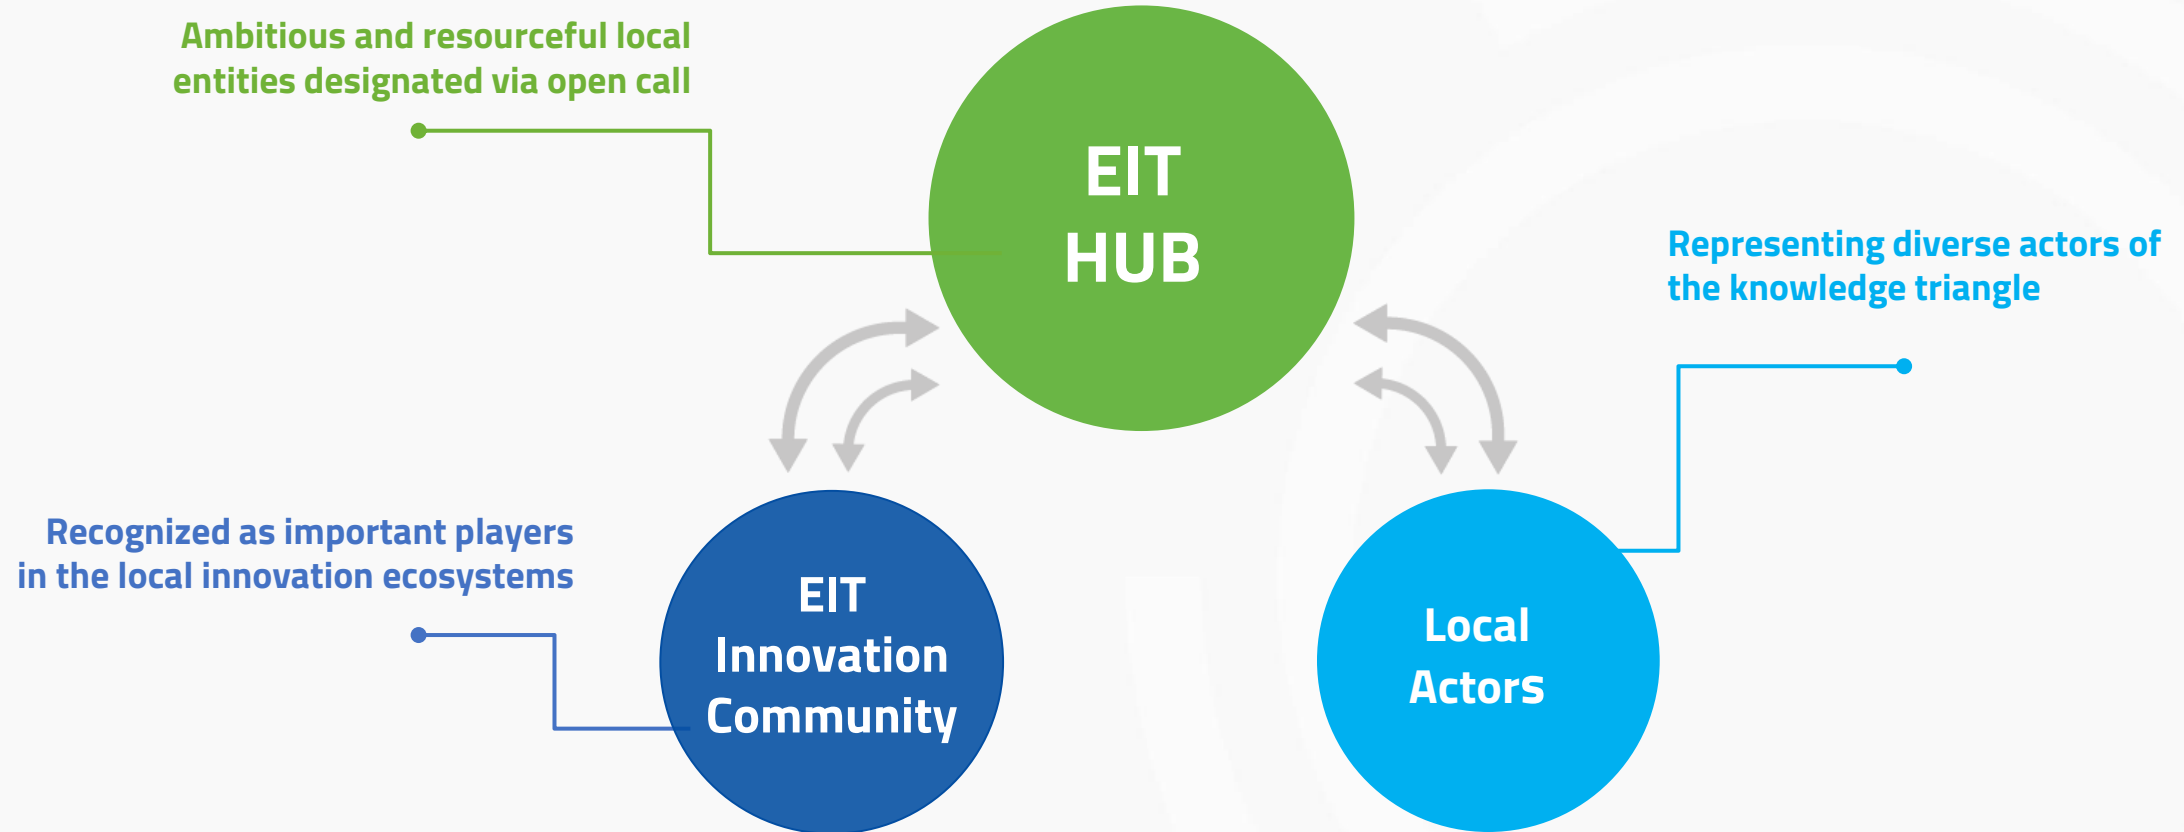 Ambitious and resourceful local
entities designated via open call
EIT
HUB
Representing diverse actors of
the knowledge triangle
Recognized as important players
in the local innovation ecosystems
EIT
Innovation
Community
Local
Actors